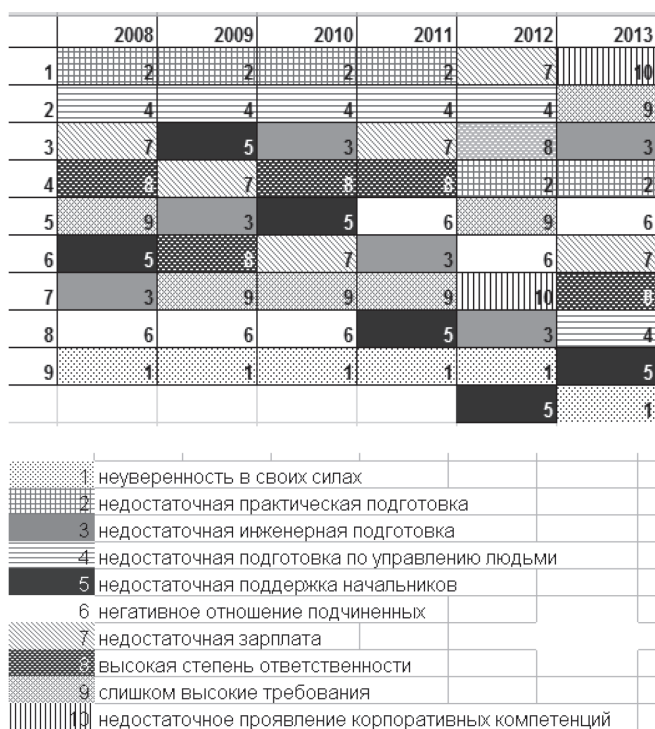 2008 2009 2010 2011 2012 2013
1 2 2 2 2 7 10
2 4 4 4 4 4 9
3 7 5 3 7 8 3
4 8 7 8 8 2 2
5 9 3 5 6 9 6
6 5 8 7 3 6 7
7 3 9 9 9 10 8
8 6 6 6 5 3 4
9 1 1 1 1 1 5
5 1
1 неуверенность в своих силах
2 недостаточная практическая подготовка
3 недостаточная инженерная подготовка
4 недостаточная подготовка по управлению людьми
5 недостаточная поддержка начальников
6 негативное отношение подчиненных
7 недостаточная зарплата
8 высокая степень ответственности
9 слишком высокие требования
10 недостаточное проявление корпоративных компетенций